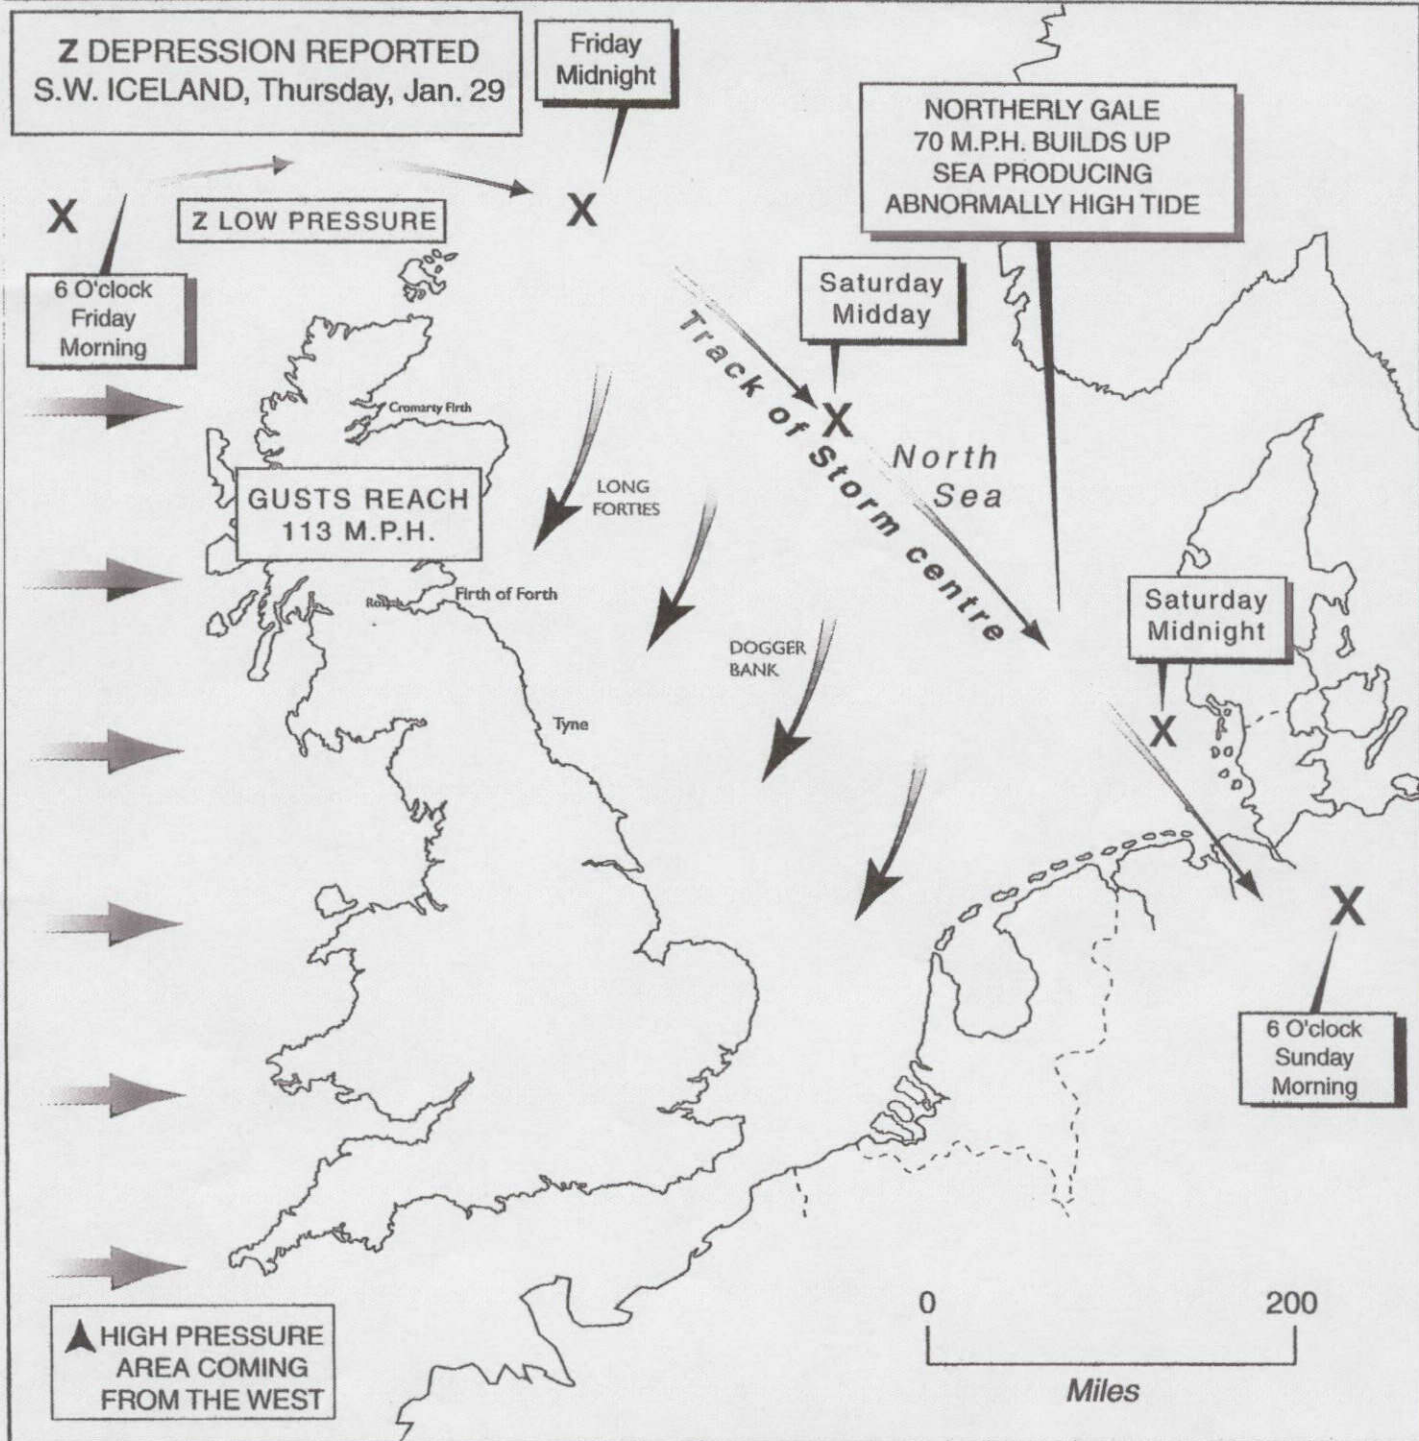 Z DEPRESSION REPORTED
S.W. ICELAND, Thursday, Jan. 29
Friday
Midnight
NORTHERLY GALE
70 M.P.H. BUILDS UP
SEA PRODUCING
ABNORMALLY HIGH TIDE
X
X
Z LOW PRESSURE
6 O'clock
Friday
Morning
Saturday
Midday
X
Track of Storm centre
Cromarty Firth
North
Sea
GUSTS REACH
113 M.P.H.
LONG
FORTIES
Firth of Forth
Saturday
Midnight
DOGGER
BANK
Tyne
X
X
6 O'clock
Sunday
Morning
HIGH PRESSURE
AREA COMING
FROM THE WEST
0 200
Miles